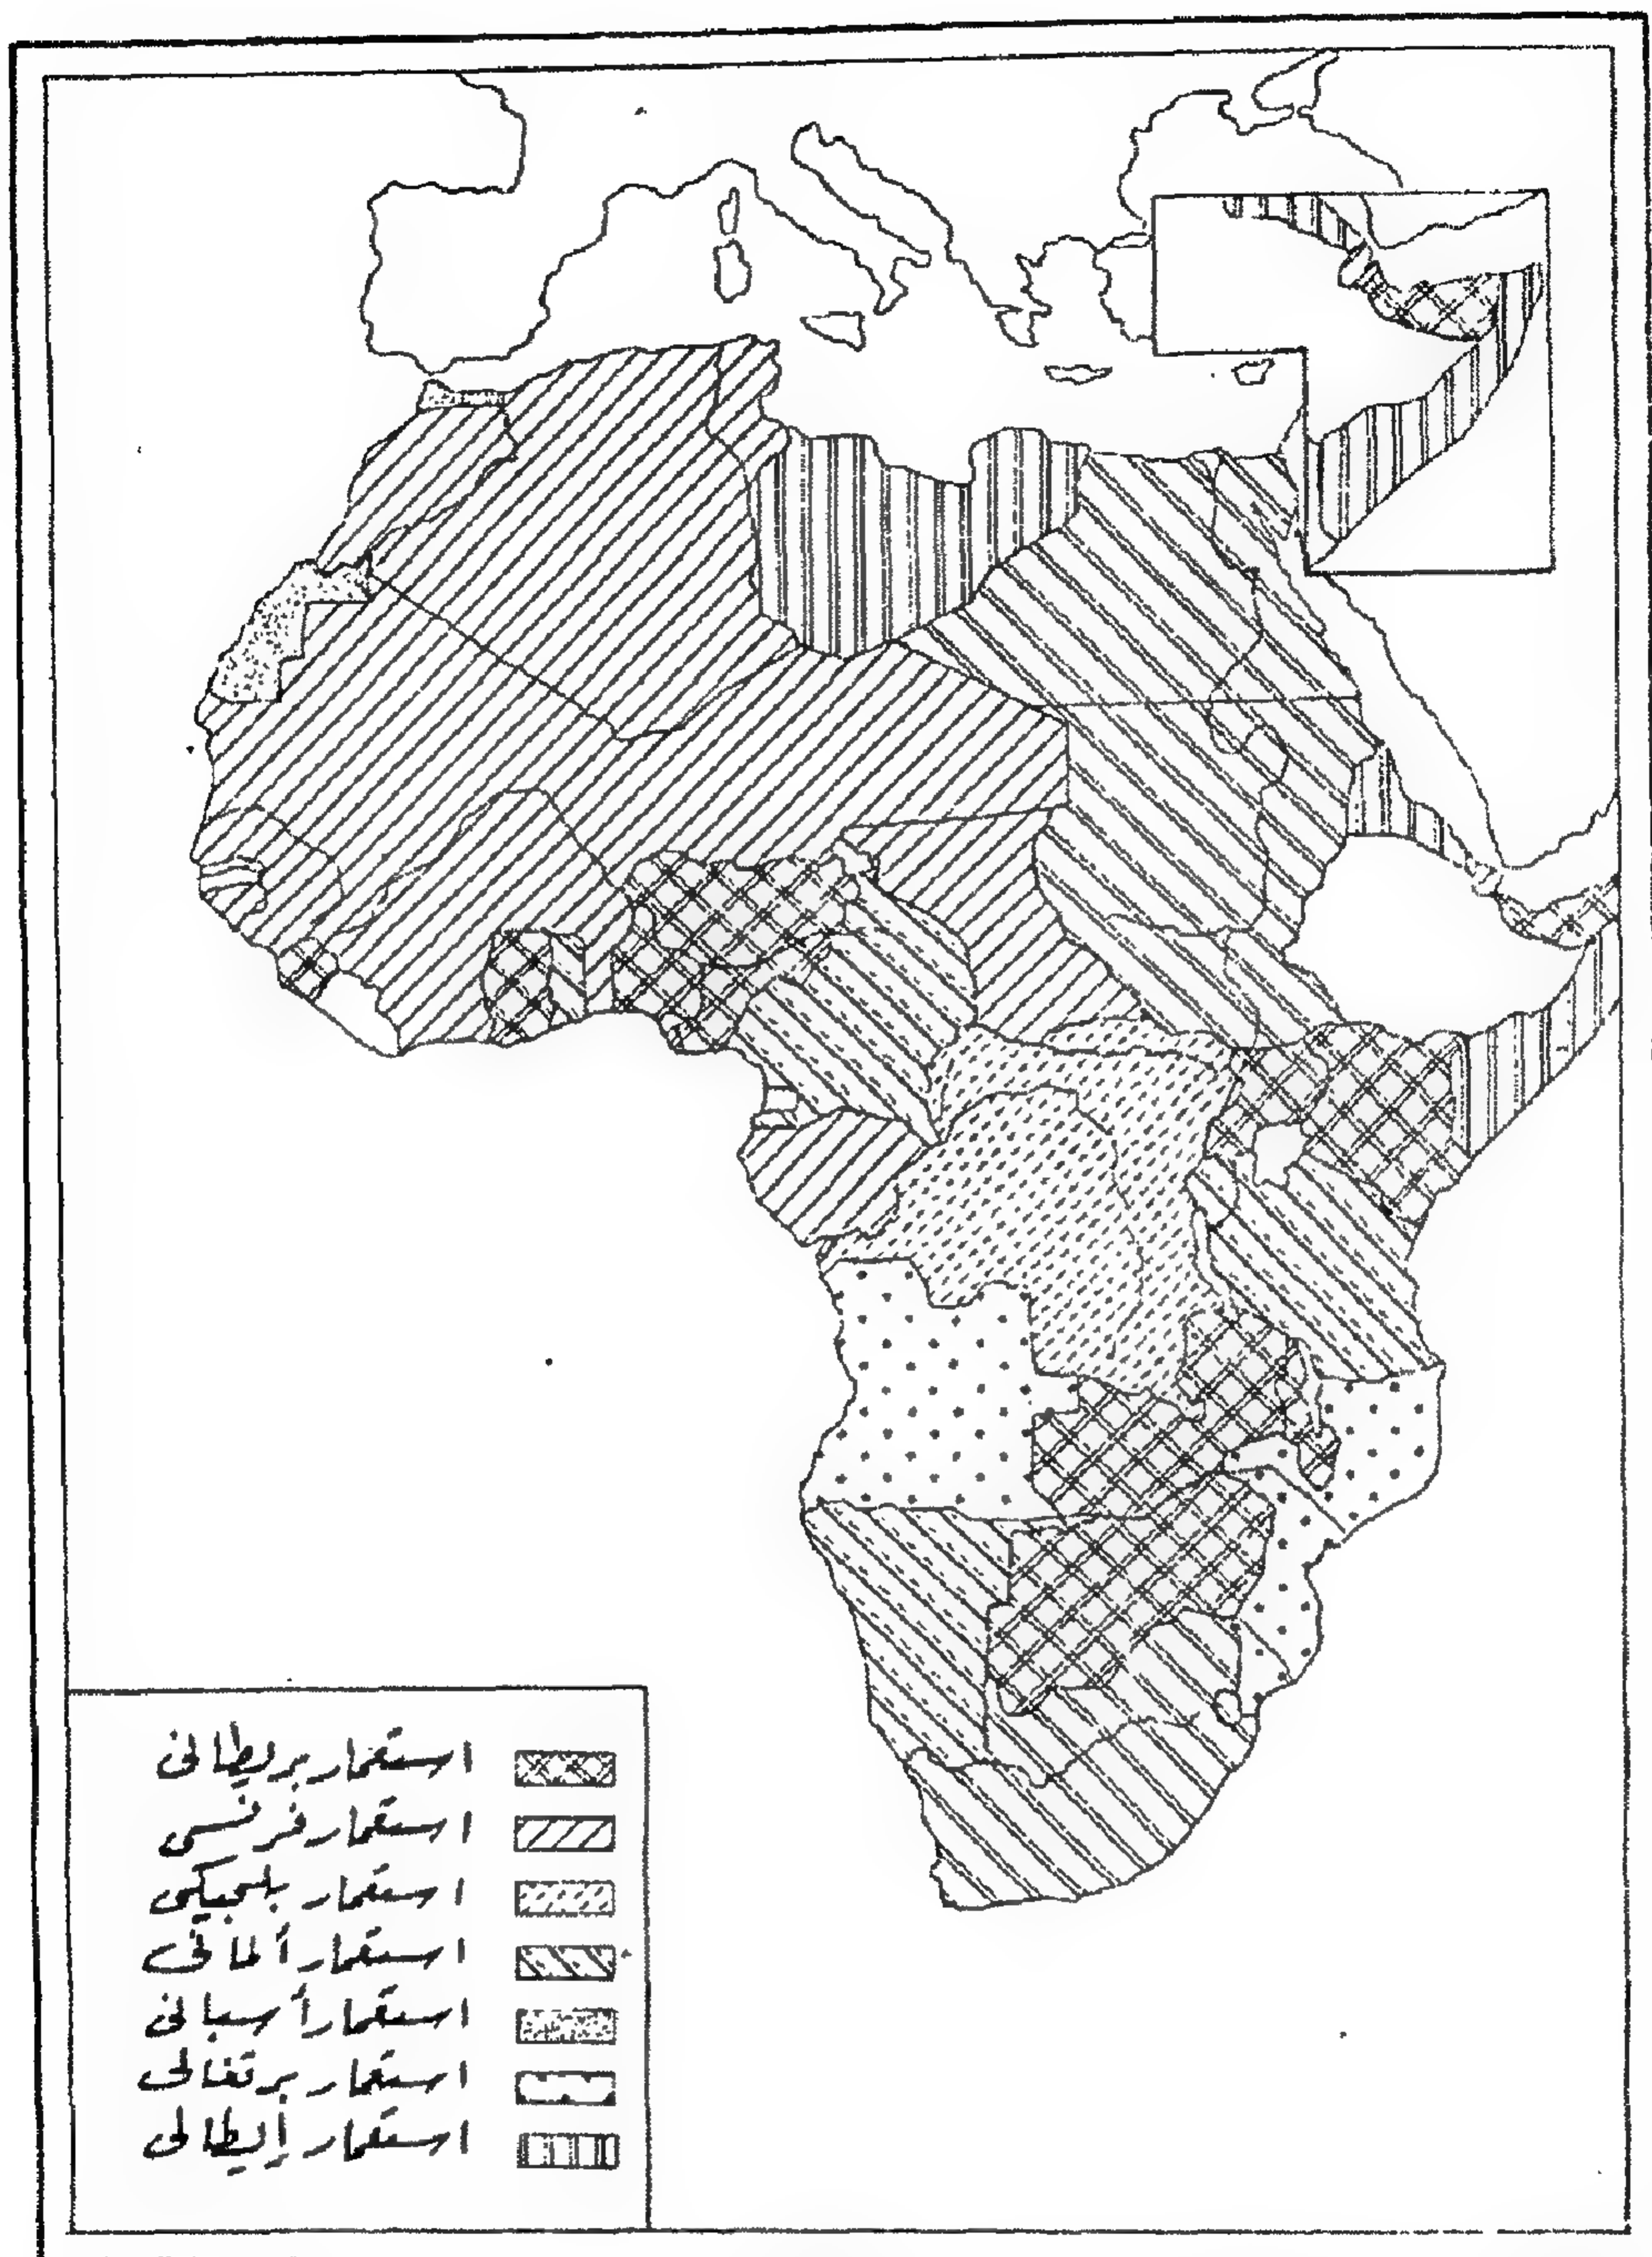 استعمار بريطانى
استعمار فرنسى
استعمار بلجيكى
استعمار ألمانى
استعمار أسبانى
استعمار برتغالى
استعمار إيطالى